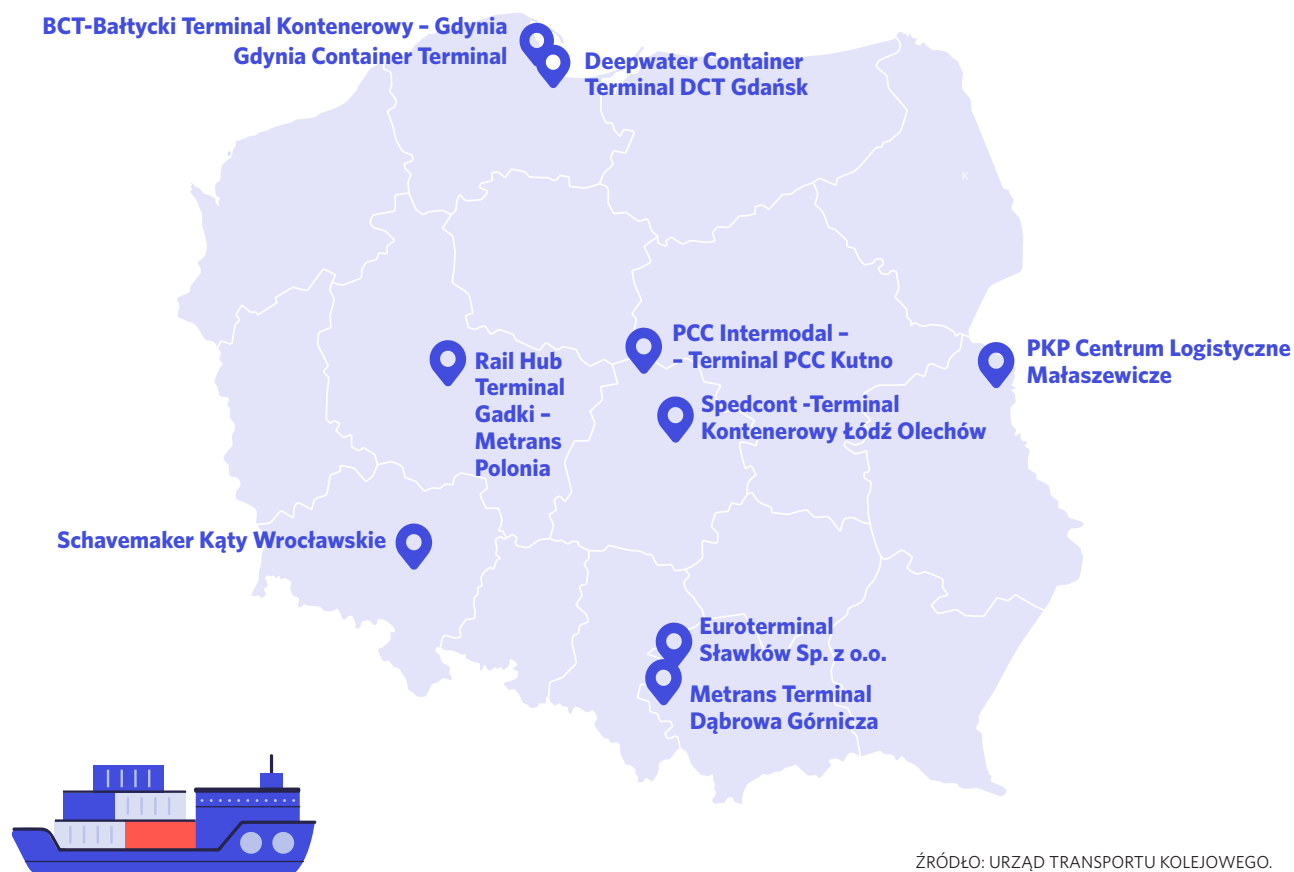 BCT-Bałtycki Terminal Kontenerowy – Gdynia
Gdynia Container Terminal
Deepwater Container
Terminal DCT Gdańsk
K
PCC Intermodal –
– Terminal PCC Kutno
PKP Centrum Logistyczne
Małaszewicze
Rail Hub
Terminal
Gadki –
Metrans
Polonia
Spedcont -Terminal
Kontenerowy Łódź Olechów
Schavemaker Kąty Wrocławskie
Euroterminal
Sławków Sp. z o.o.
Metrans Terminal
Dąbrowa Górnicza
ŹRÓDŁO: URZĄD TRANSPORTU KOLEJOWEGO.